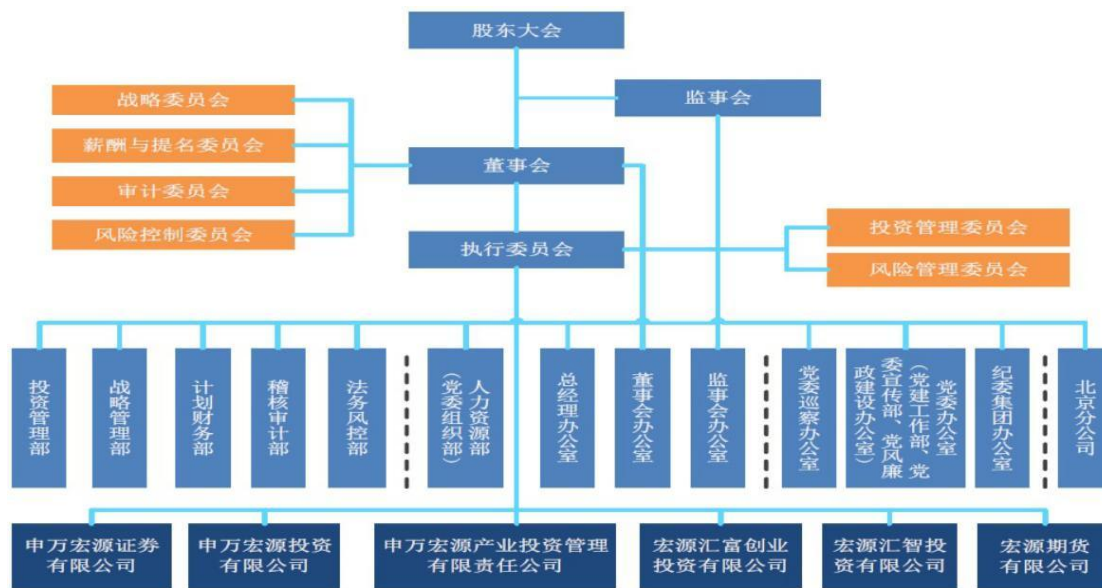 股东大会
监事会
战略委员会
薪酬与提名委员会
董事会
审计委员会
风险控制委员会
执行委员会
投资管理委员会
风险管理委员会
投资管理部
战略管理部
计划财务部
稽核审计部
法务风控部
人力资源部
（党委组织部）
总经理办公室
董事会办公室
监事会办公室
党委巡察办公室
党委办公室
（党建工作部、党
委宣传部、党风廉
政建设办公室）
纪委集团办公室
北京分公司
申万宏源证券
有限公司
申万宏源投资
有限公司
申万宏源产业投资管理
有限责任公司
宏源汇富创业
投资有限公司
宏源汇智投
资有限公司
宏源期货
有限公司